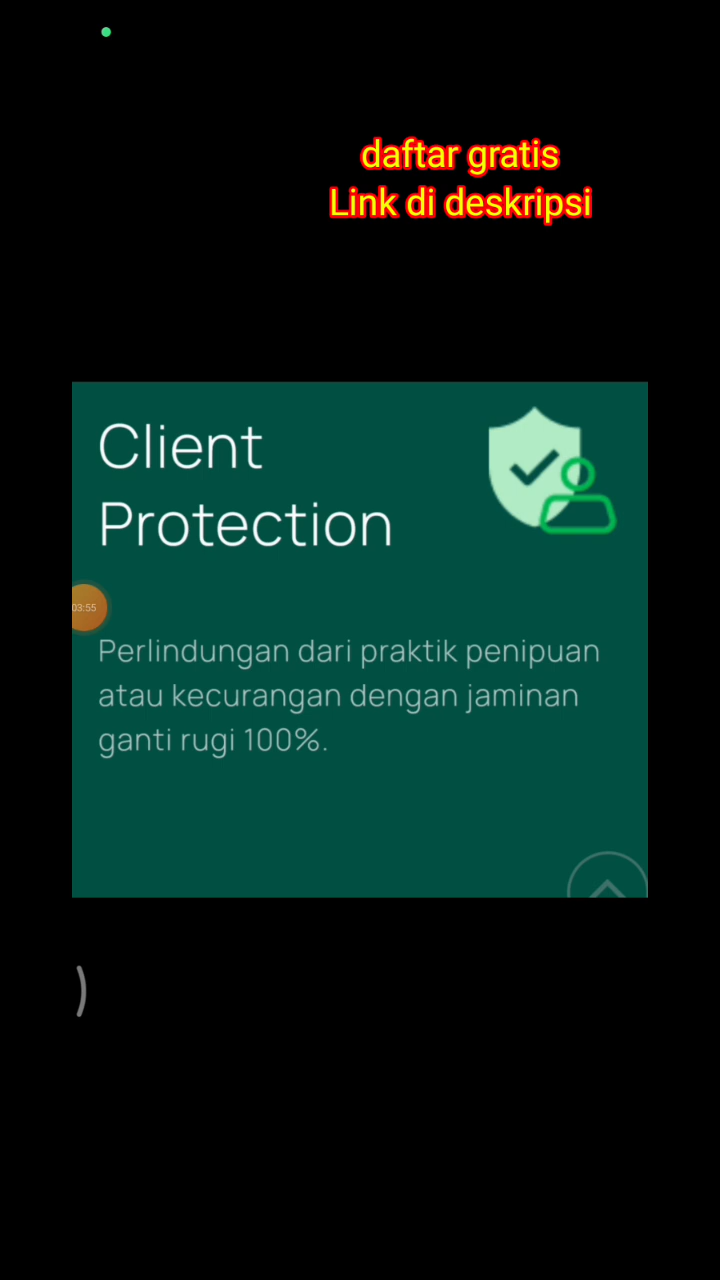 daftar gratis
Link di deskripsi
Client
Protection
03:55
Perlindungan dari praktik penipuan
atau kecurangan dengan jaminan
ganti rugi 100%.